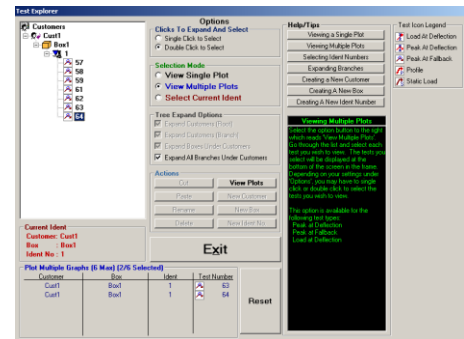 Test Explorer
Customers
Cust1
Box1
1
57
58
59
61
62
63
64
Current Ident
Customer: Cust1
Box : Box1
Ident No : 1
Options
Clicks To Expand And Select
Single Click to Select
Double Click to Select
Selection Mode
View Single Plot
View Multiple Plots
Select Current Ident
Tree Expand Options
Expand Customers (Root)
Expand Customers (Branch)
Expand Boxes Under Customers
Expand All Branches Under Customers
Actions
Cut
View Plots
Paste
New Customer
Rename
New Box
Delete
New Ident No.
Exit
Plot Multiple Graphs (6 Max) (2/6 Selected)
Customer Box Ident Test Number
Cust1 Box1 1 63
Cust1 Box1 1 64
Reset
Help/Tips
Viewing a Single Plot
Viewing Multiple Plots
Selecting Ident Numbers
Expanding Branches
Creating a New Customer
Creating A New Box
Creating A New Ident Number
Viewing Multiple Plots
Select the option button to the right
which reads 'View Multiple Plots'.
Go through the list and select each
test you wish to view. The tests you
select will be displayed at the
bottom of the screen in the frame.
Depending on your settings under
'Options', you may have to single
click or double click to select the
tests you wish to view.
This option is available for the
following test types:
Peak at Deflection
Peak at Fallback
Load at Deflection
Test Icon Legend
Load At Deflection
Peak At Deflection
Peak At Fallback
Profile
Static Load